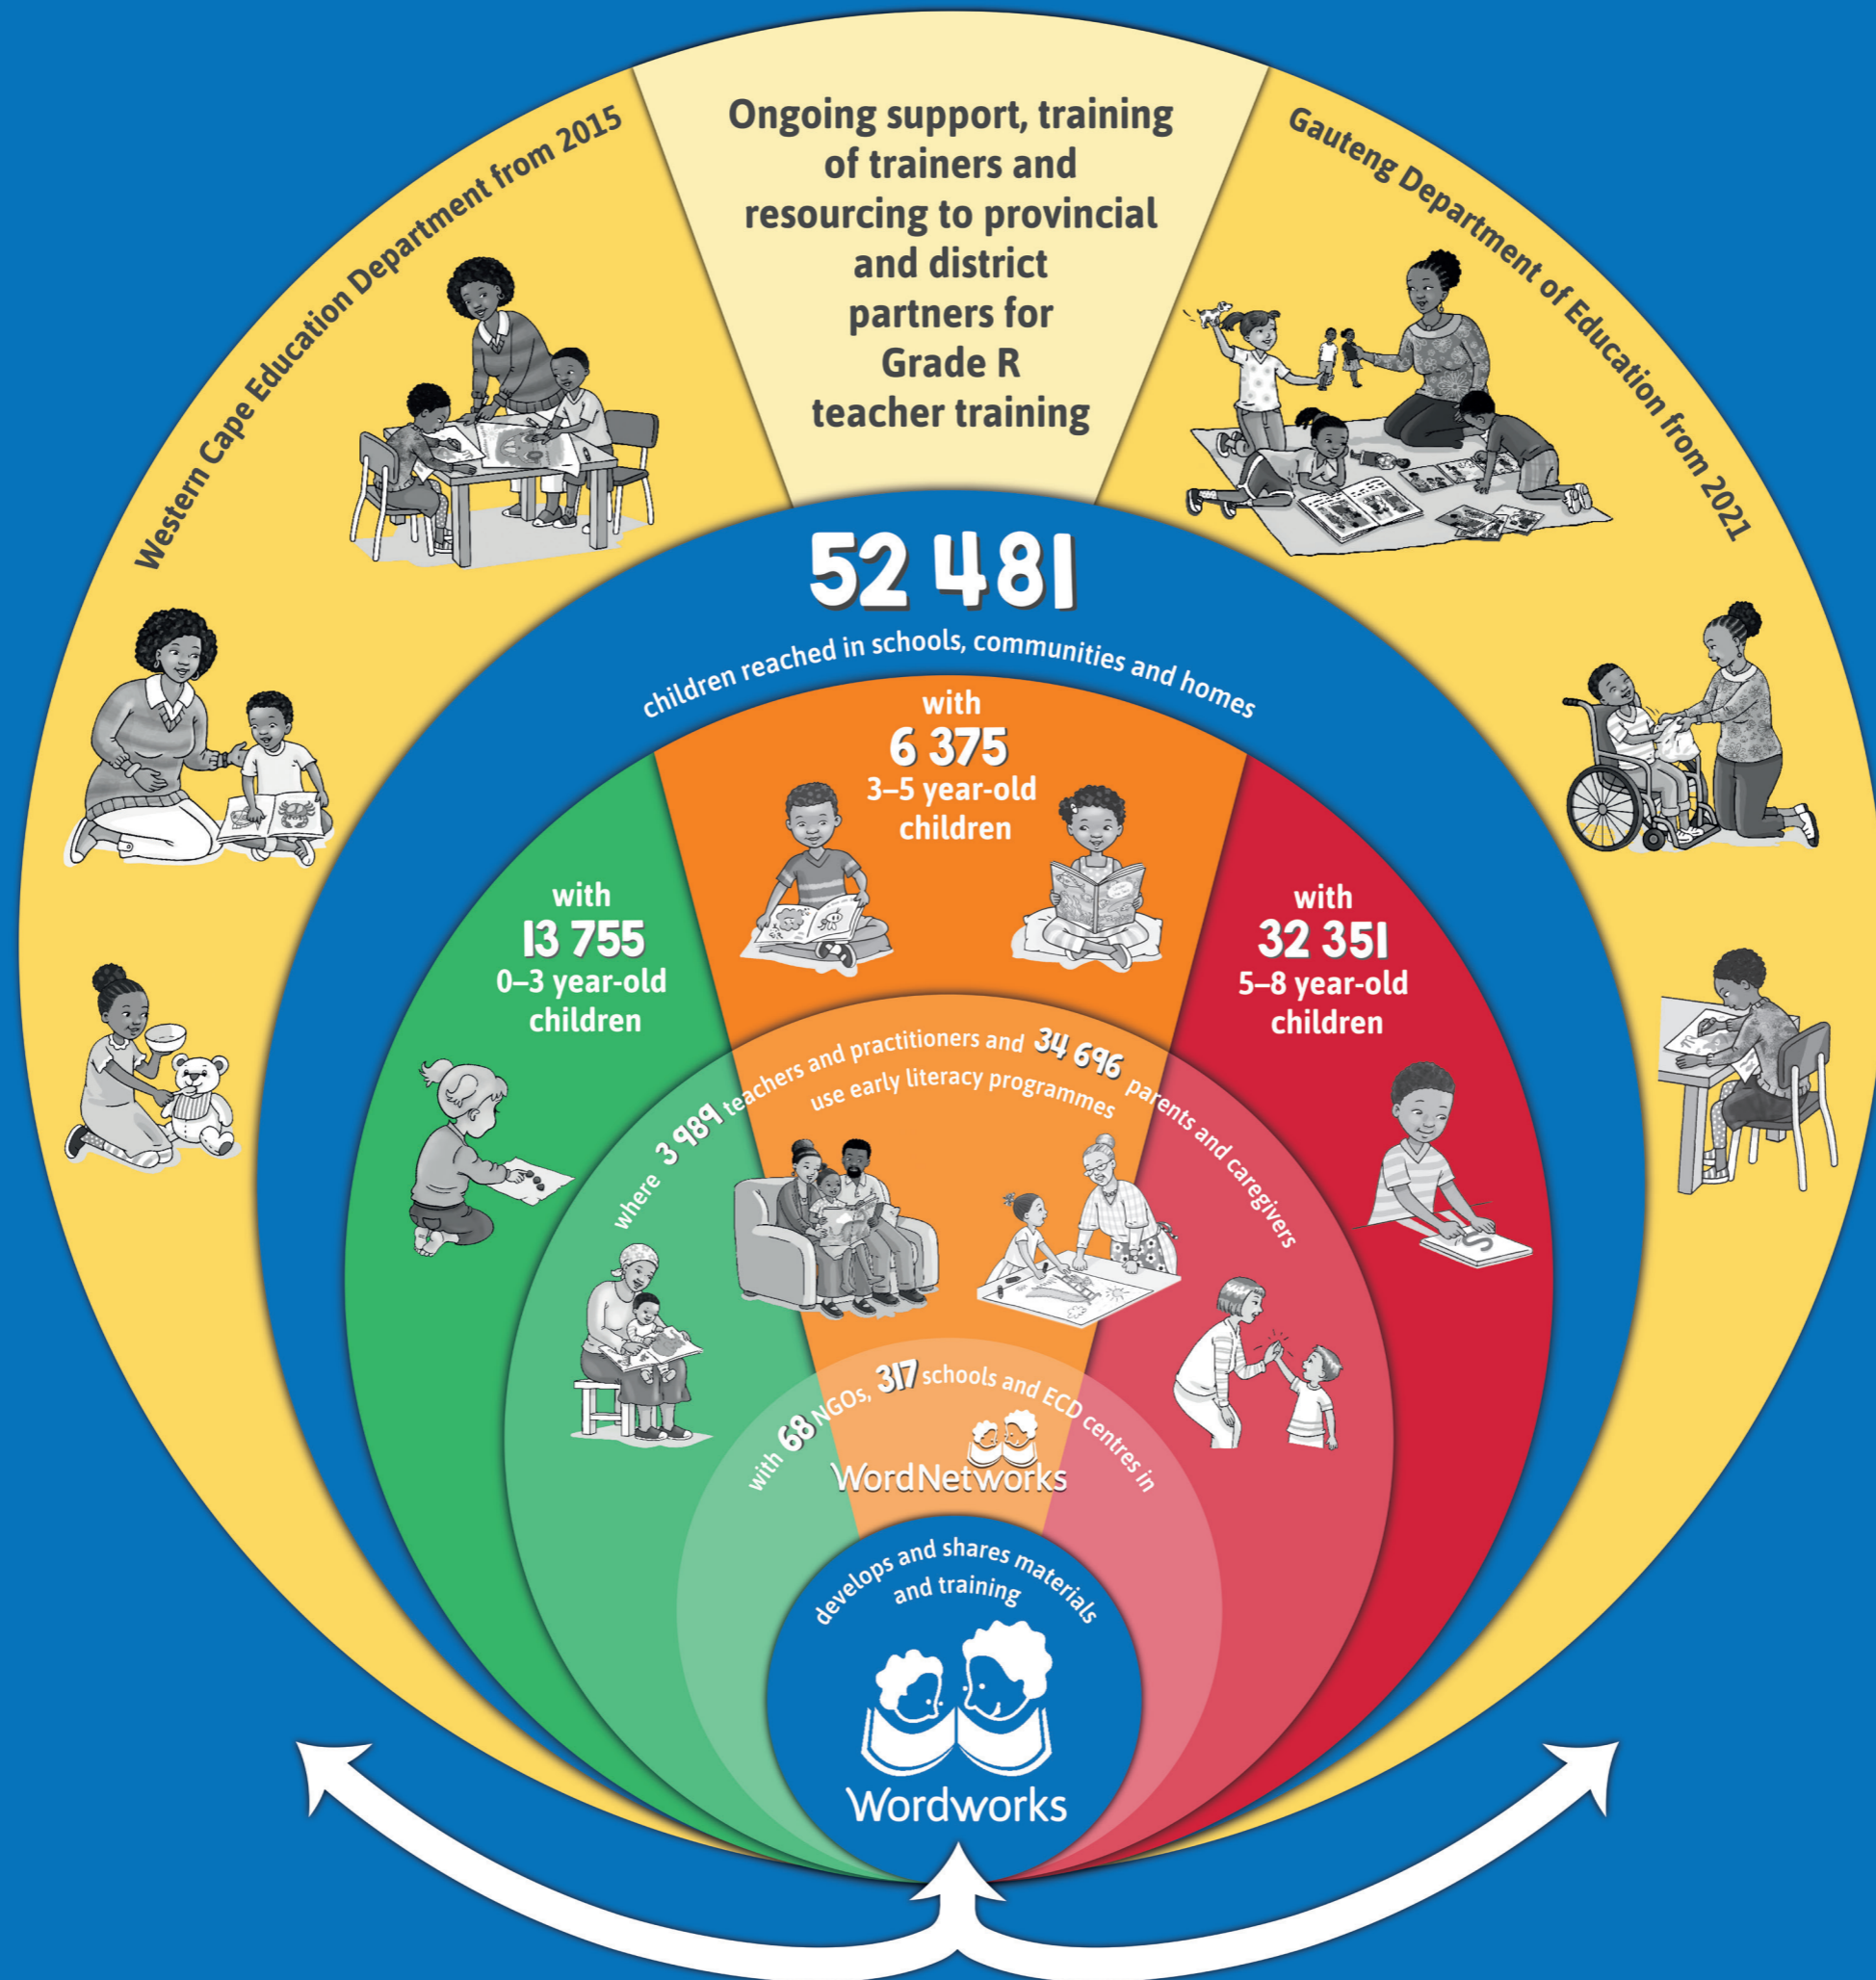 Western Cape Education Department from 2015
Ongoing support, training
of trainers and
resourcing to provincial
and district
partners for
Grade R
teacher training
Gauteng Department of Education from 2021
52 481
children reached in schools, communities and homes
with
6 375
3–5 year-old
children
with
13 755
0–3 year-old
children
with
32 351
5–8 year-old
children
where 3 989 teachers and practitioners and 34 696 parents and caregivers
use early literacy programmes
with 68 NGOs, 317 schools and ECD centres in
WordNetworks
develops and shares materials
and training
Wordworks